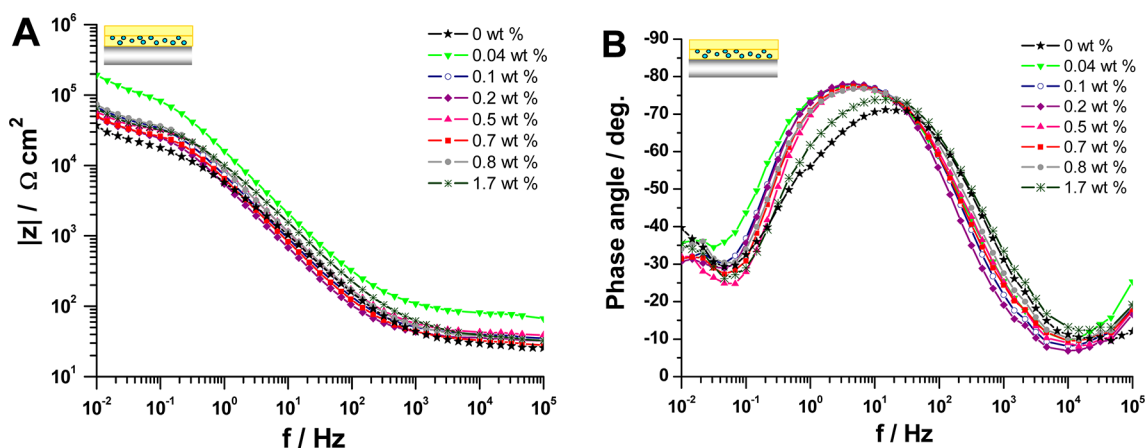 A
0 wt %
0.04 wt %
0.1 wt %
0.2 wt %
0.5 wt %
0.7 wt %
0.8 wt %
1.7 wt %
|z| / Ω cm²
10⁶
10⁵
10⁴
10³
10²
10¹
10⁻² 10⁻¹ 10⁰ 10¹ 10² 10³ 10⁴ 10⁵
f / Hz
B
0 wt %
0.04 wt %
0.1 wt %
0.2 wt %
0.5 wt %
0.7 wt %
0.8 wt %
1.7 wt %
Phase angle / deg.
-90
-80
-70
-60
-50
-40
-30
-20
-10
0
10⁻² 10⁻¹ 10⁰ 10¹ 10² 10³ 10⁴ 10⁵
f / Hz